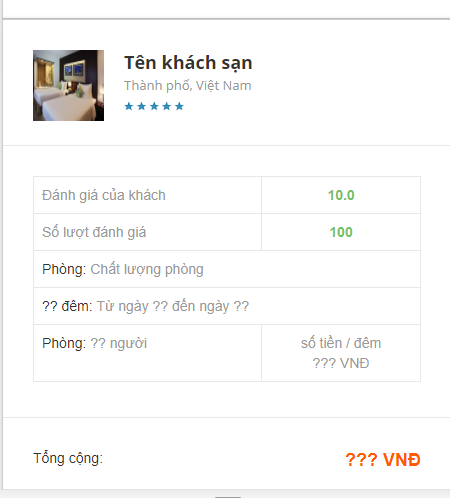 Tên khách sạn
Thành phố, Việt Nam
Đánh giá của khách 10.0
Số lượt đánh giá 100
Phòng: Chất lượng phòng
?? đêm: Từ ngày ?? đến ngày ??
Phòng: ?? người số tiền / đêm
??? VNĐ
Tổng cộng: ??? VNĐ